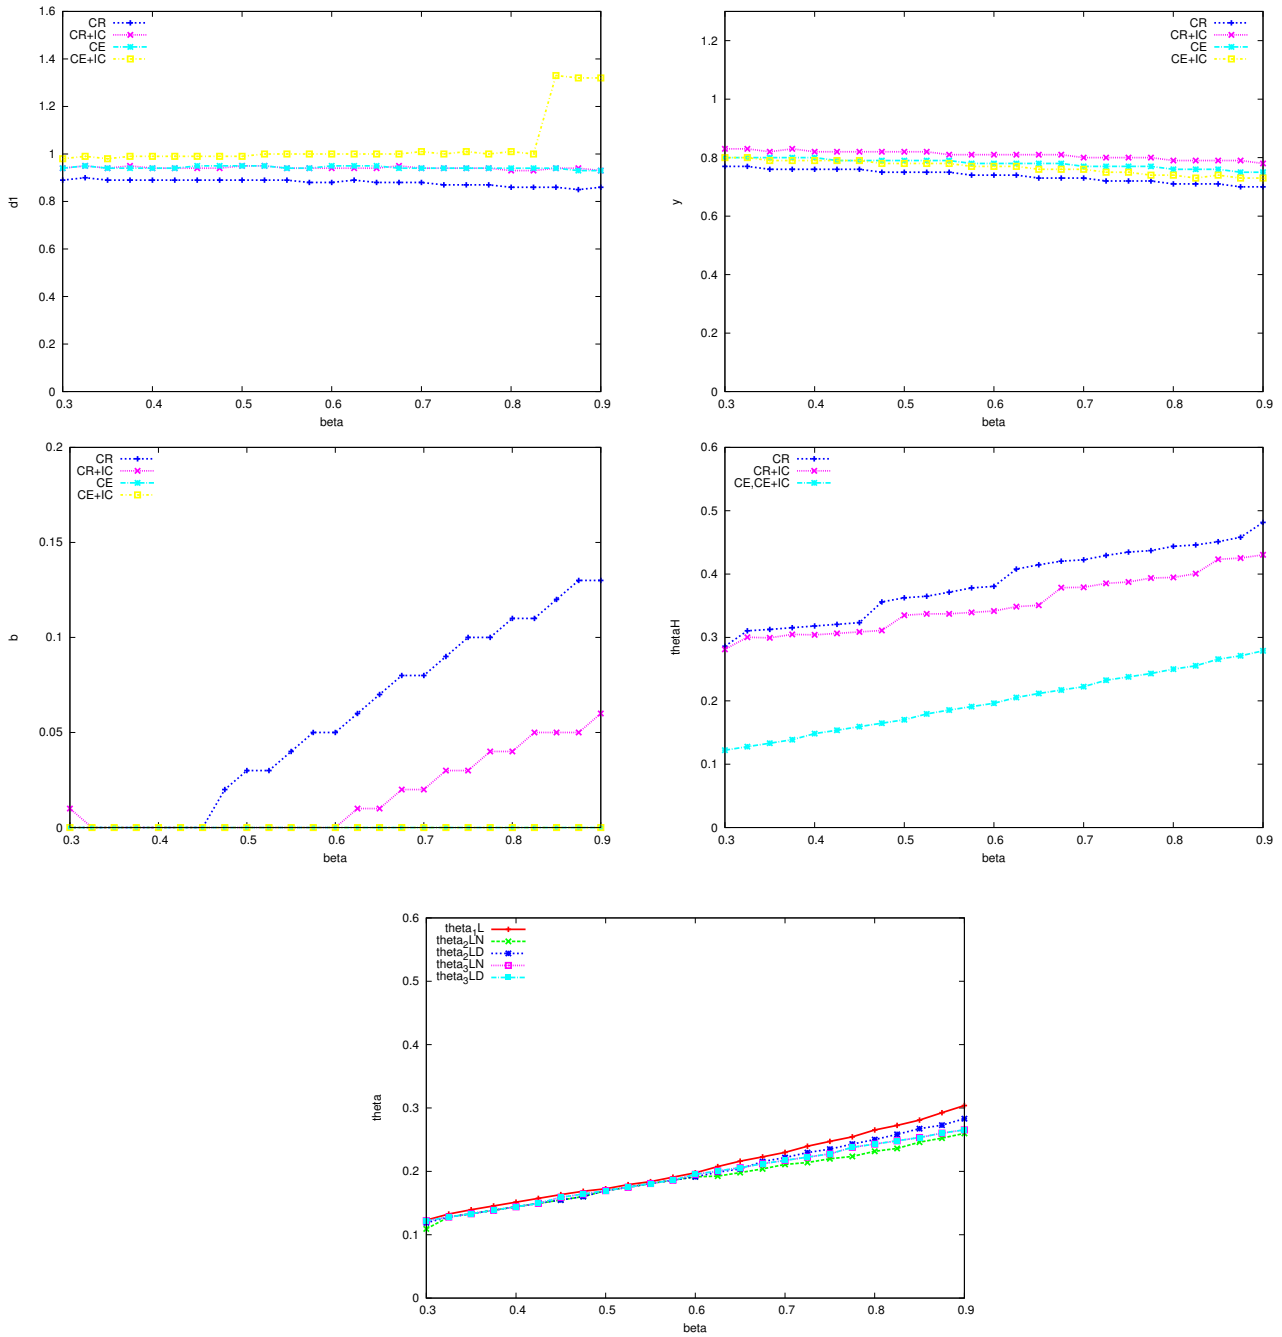 1.6
1.4
1.2
1
0.8
0.6
0.4
0.2
0
d1
CR
CR+IC
CE
CE+IC
0.3 0.4 0.5 0.6 0.7 0.8 0.9
beta
1.2
1
0.8
0.6
0.4
0.2
0
y
CR
CR+IC
CE
CE+IC
0.3 0.4 0.5 0.6 0.7 0.8 0.9
beta
0.2
0.15
0.1
0.05
0
b
CR
CR+IC
CE
CE+IC
0.3 0.4 0.5 0.6 0.7 0.8 0.9
beta
0.6
0.5
0.4
0.3
0.2
0.1
0
thetaH
CR
CR+IC
CE,CE+IC
0.3 0.4 0.5 0.6 0.7 0.8 0.9
beta
0.6
0.5
0.4
0.3
0.2
0.1
0
theta
theta₁L
theta₂LN
theta₂LD
theta₃LN
theta₃LD
0.3 0.4 0.5 0.6 0.7 0.8 0.9
beta